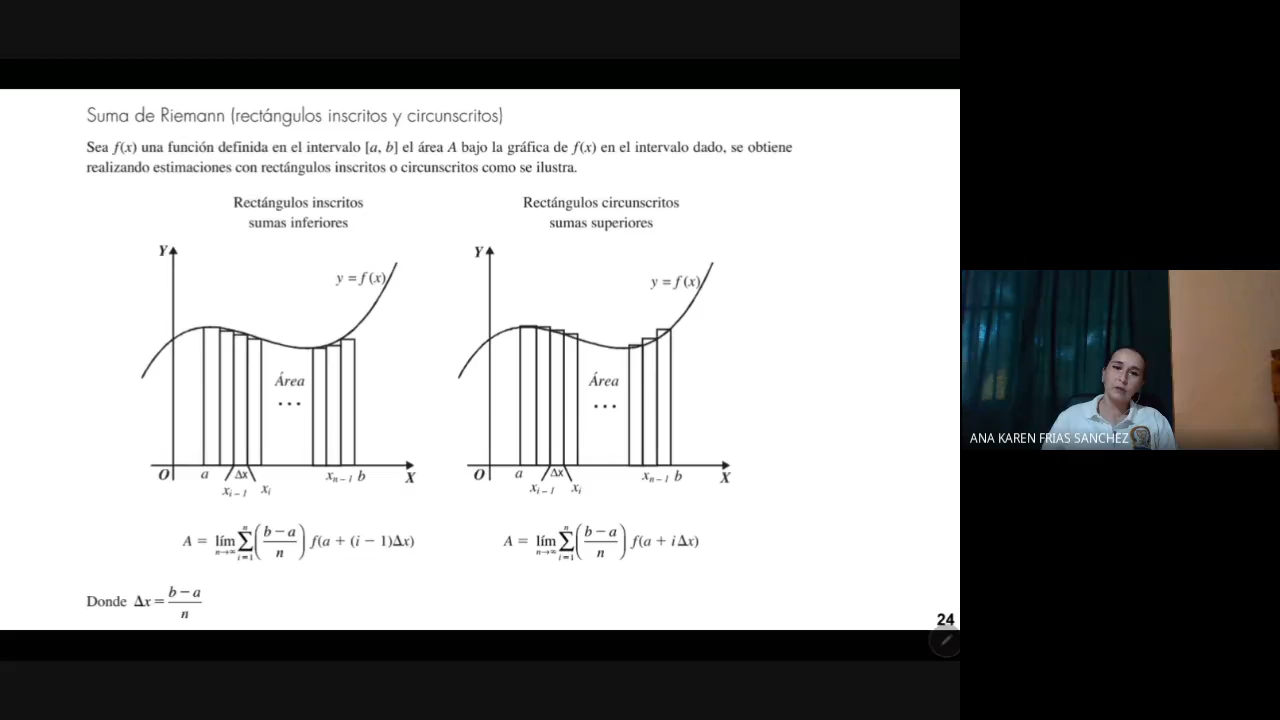 Suma de Riemann (rectángulos inscritos y circunscritos)
Sea f(x) una función definida en el intervalo [a, b] el área A bajo la gráfica de f(x) en el intervalo dado, se obtiene
realizando estimaciones con rectángulos inscritos o circunscritos como se ilustra.
Rectángulos inscritos
sumas inferiores
Y
y = f(x)
Área
...
O a Δx x_{n-1} b X
x_{i-1} x_i
A = lím_{n→∞} ∑_{i=1}^{n} ((b - a)/n) f(a + (i - 1)Δx)
Rectángulos circunscritos
sumas superiores
Y
y = f(x)
Área
...
O a Δx x_{n-1} b X
x_{i-1} x_i
A = lím_{n→∞} ∑_{i=1}^{n} ((b - a)/n) f(a + iΔx)
Donde Δx = (b - a)/n
24
ANA KAREN FRIAS SANCHEZ